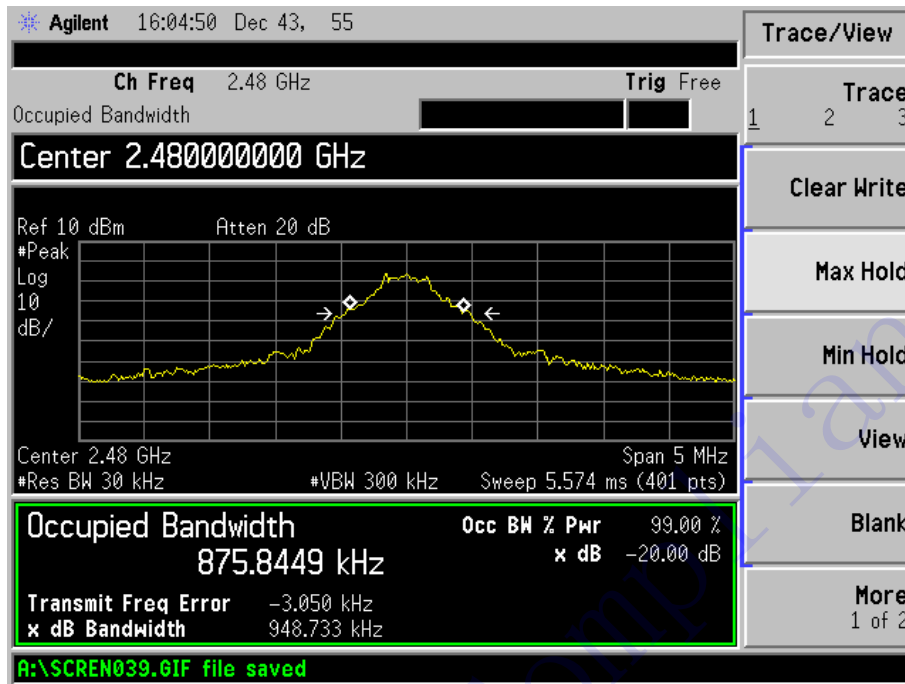 Agilent 16:04:50 Dec 43, 55
Trace/View
Ch Freq 2.48 GHz Trig Free
Occupied Bandwidth
Trace
1 2 3
Center 2.480000000 GHz
Clear Write
Ref 10 dBm Atten 20 dB
#Peak
Log
10
dB/
Max Hold
Min Hold
View
Center 2.48 GHz Span 5 MHz
#Res BW 30 kHz #VBW 300 kHz Sweep 5.574 ms (401 pts)
Occupied Bandwidth Occ BW % Pwr 99.00 %
875.8449 kHz x dB -20.00 dB
Blank
Transmit Freq Error -3.050 kHz
x dB Bandwidth 948.733 kHz
More
1 of 2
A:\SCREN039.GIF file saved